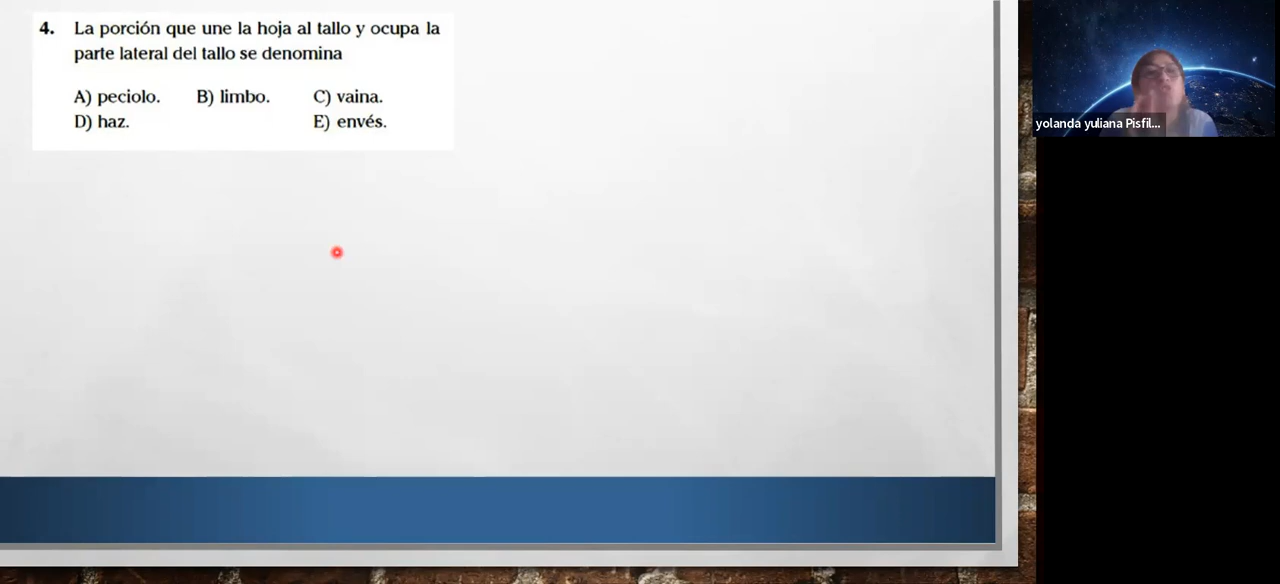 4. La porción que une la hoja al tallo y ocupa la
parte lateral del tallo se denomina
A) peciolo. B) limbo. C) vaina.
D) haz. E) envés.
yolanda yuliana Pisfil...